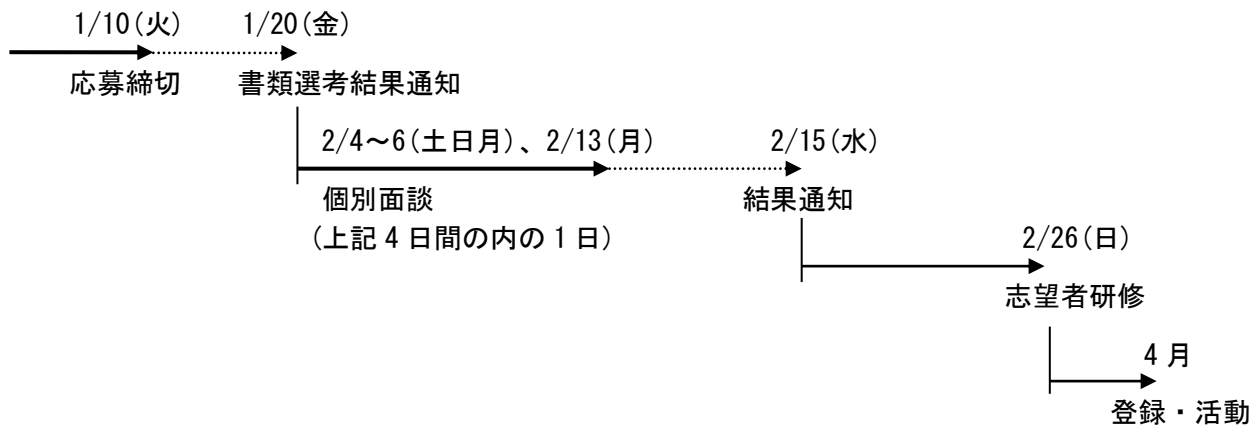 1/10(火) 1/20(金)
応募締切 書類選考結果通知
2/4～6(土日月)、2/13(月) 2/15(水)
個別面談 結果通知
(上記4日間の内の1日)
2/26(日)
志望者研修
4月
登録・活動